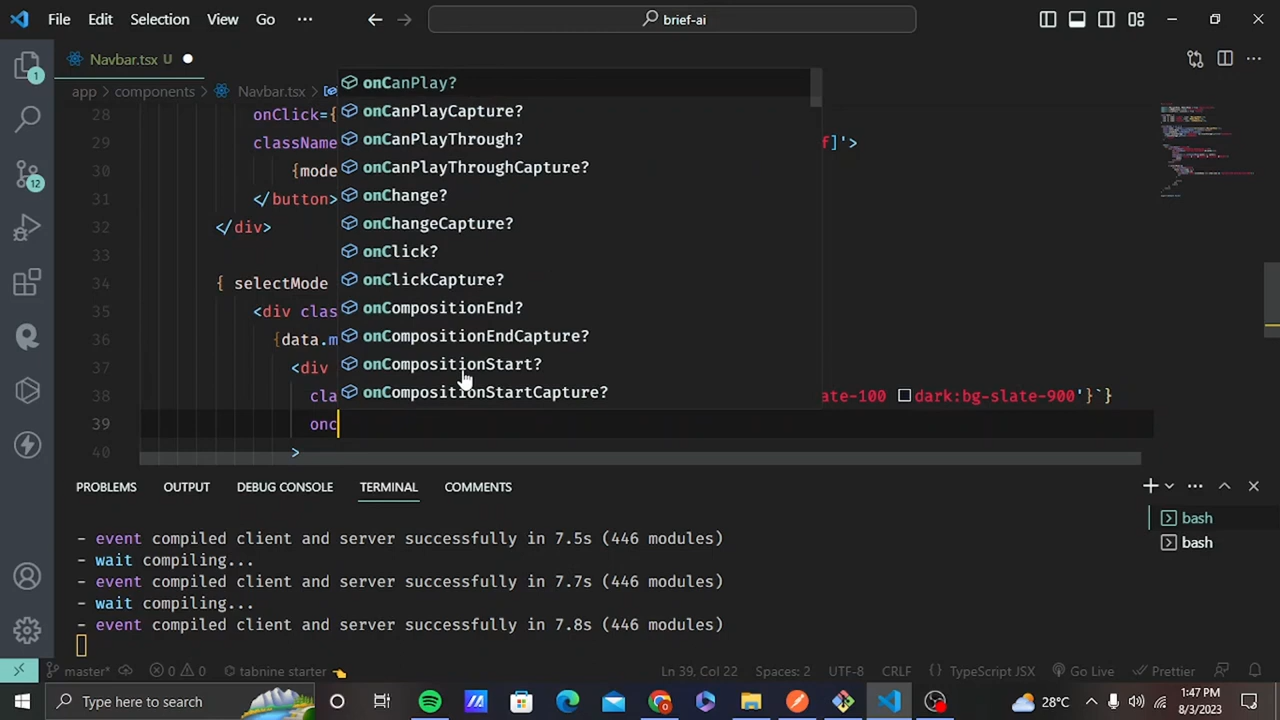 File Edit Selection View Go ··· brief-ai
Navbar.tsx U
app > components > Navbar.tsx >
28 onClick={
29 className f]'>
30 {mode
31 </button>
32 </div>
33
34 { selectMode
35 <div clas
36 {data.m
37 <div
38 cla ate-100 dark:bg-slate-900'}`}
39 onc
40 >
onCanPlay?
onCanPlayCapture?
onCanPlayThrough?
onCanPlayThroughCapture?
onChange?
onChangeCapture?
onClick?
onClickCapture?
onCompositionEnd?
onCompositionEndCapture?
onCompositionStart?
onCompositionStartCapture?
1
12
PROBLEMS OUTPUT DEBUG CONSOLE TERMINAL COMMENTS
- event compiled client and server successfully in 7.5s (446 modules)
- wait compiling...
- event compiled client and server successfully in 7.7s (446 modules)
- wait compiling...
- event compiled client and server successfully in 7.8s (446 modules)
bash
bash
master* 0 0 tabnine starter Ln 39, Col 22 Spaces: 2 UTF-8 CRLF {} TypeScript JSX Go Live Prettier
Type here to search 28°C 1:47 PM
8/3/2023